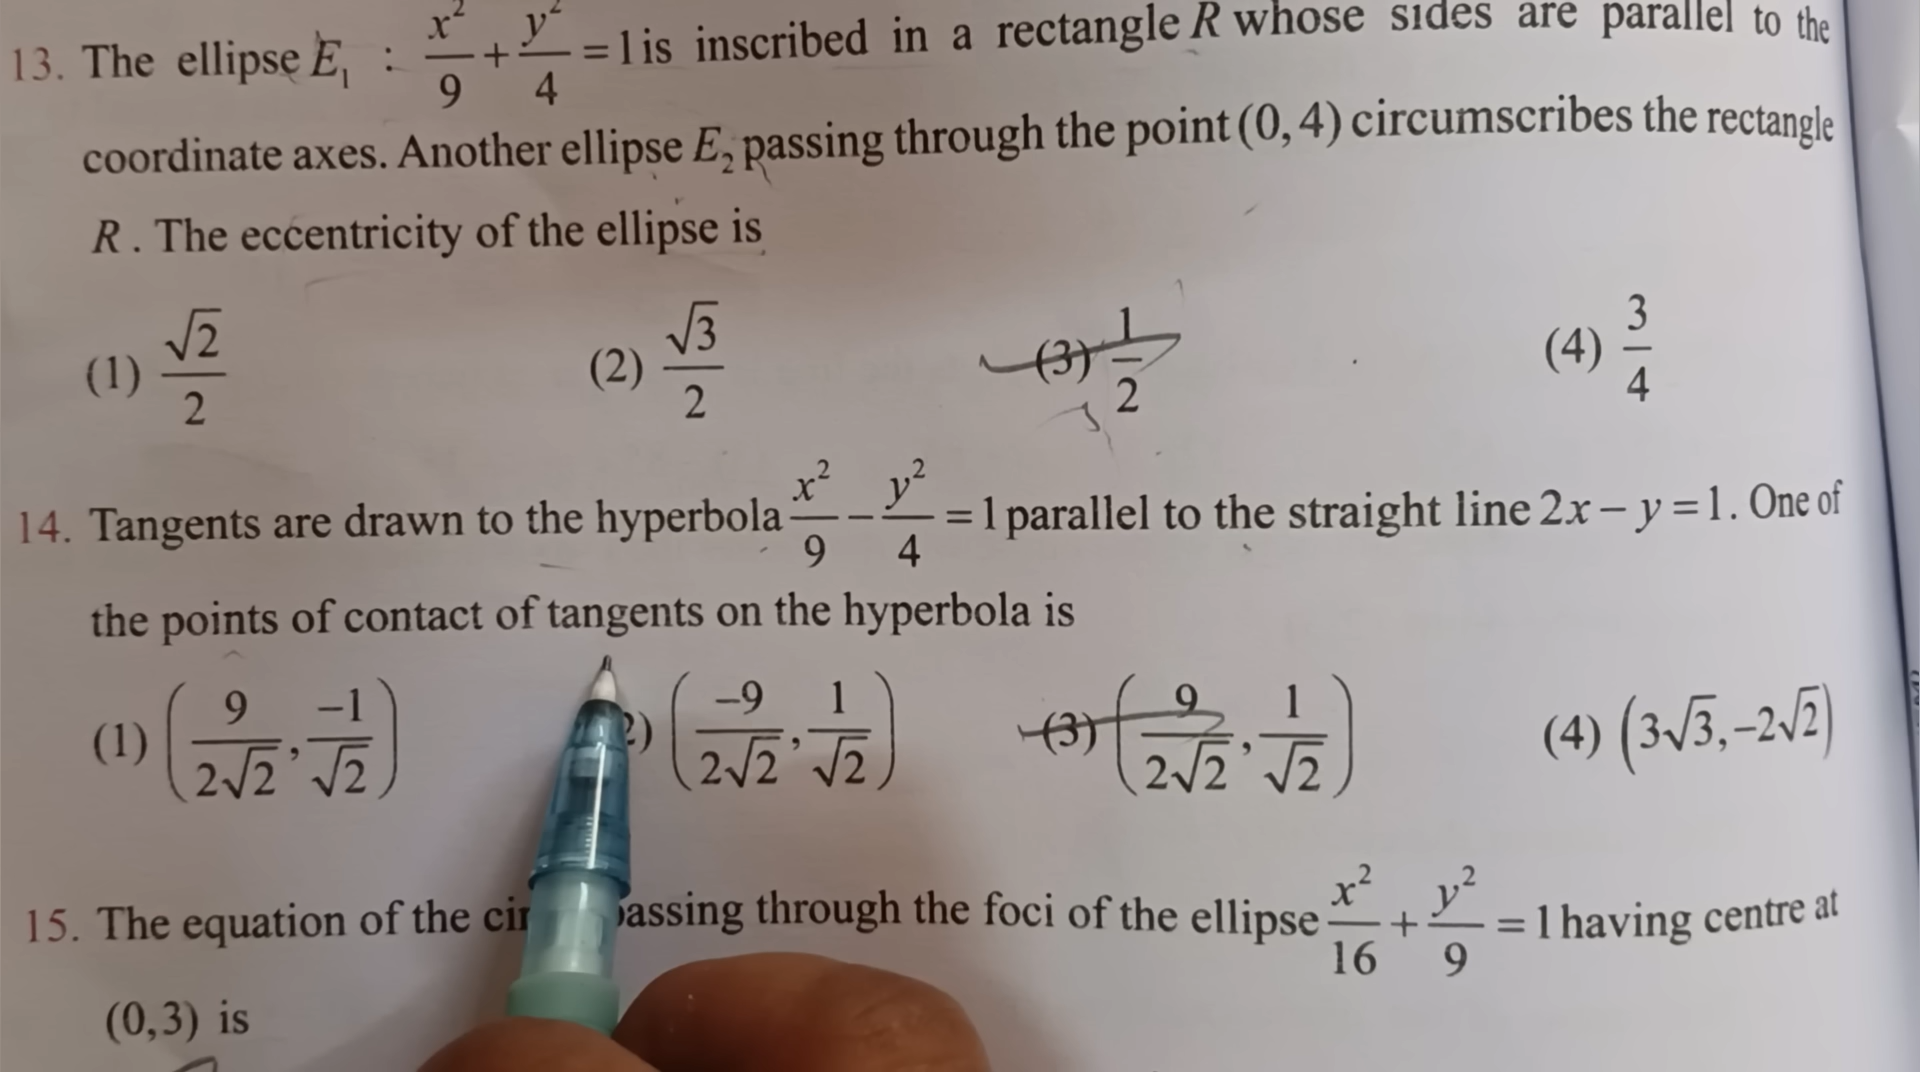 13. The ellipse E₁ : x²/9 + y²/4 = 1 is inscribed in a rectangle R whose sides are parallel to the
coordinate axes. Another ellipse E₂ passing through the point (0, 4) circumscribes the rectangle
R. The eccentricity of the ellipse is
(1) √2/2 (2) √3/2 (3) 1/2 (4) 3/4
14. Tangents are drawn to the hyperbola x²/9 − y²/4 = 1 parallel to the straight line 2x − y = 1. One of
the points of contact of tangents on the hyperbola is
(1) (9/2√2, −1/√2) 2) (−9/2√2, 1/√2) (3) (9/2√2, 1/√2) (4) (3√3, −2√2)
15. The equation of the cir assing through the foci of the ellipse x²/16 + y²/9 = 1 having centre at
(0,3) is